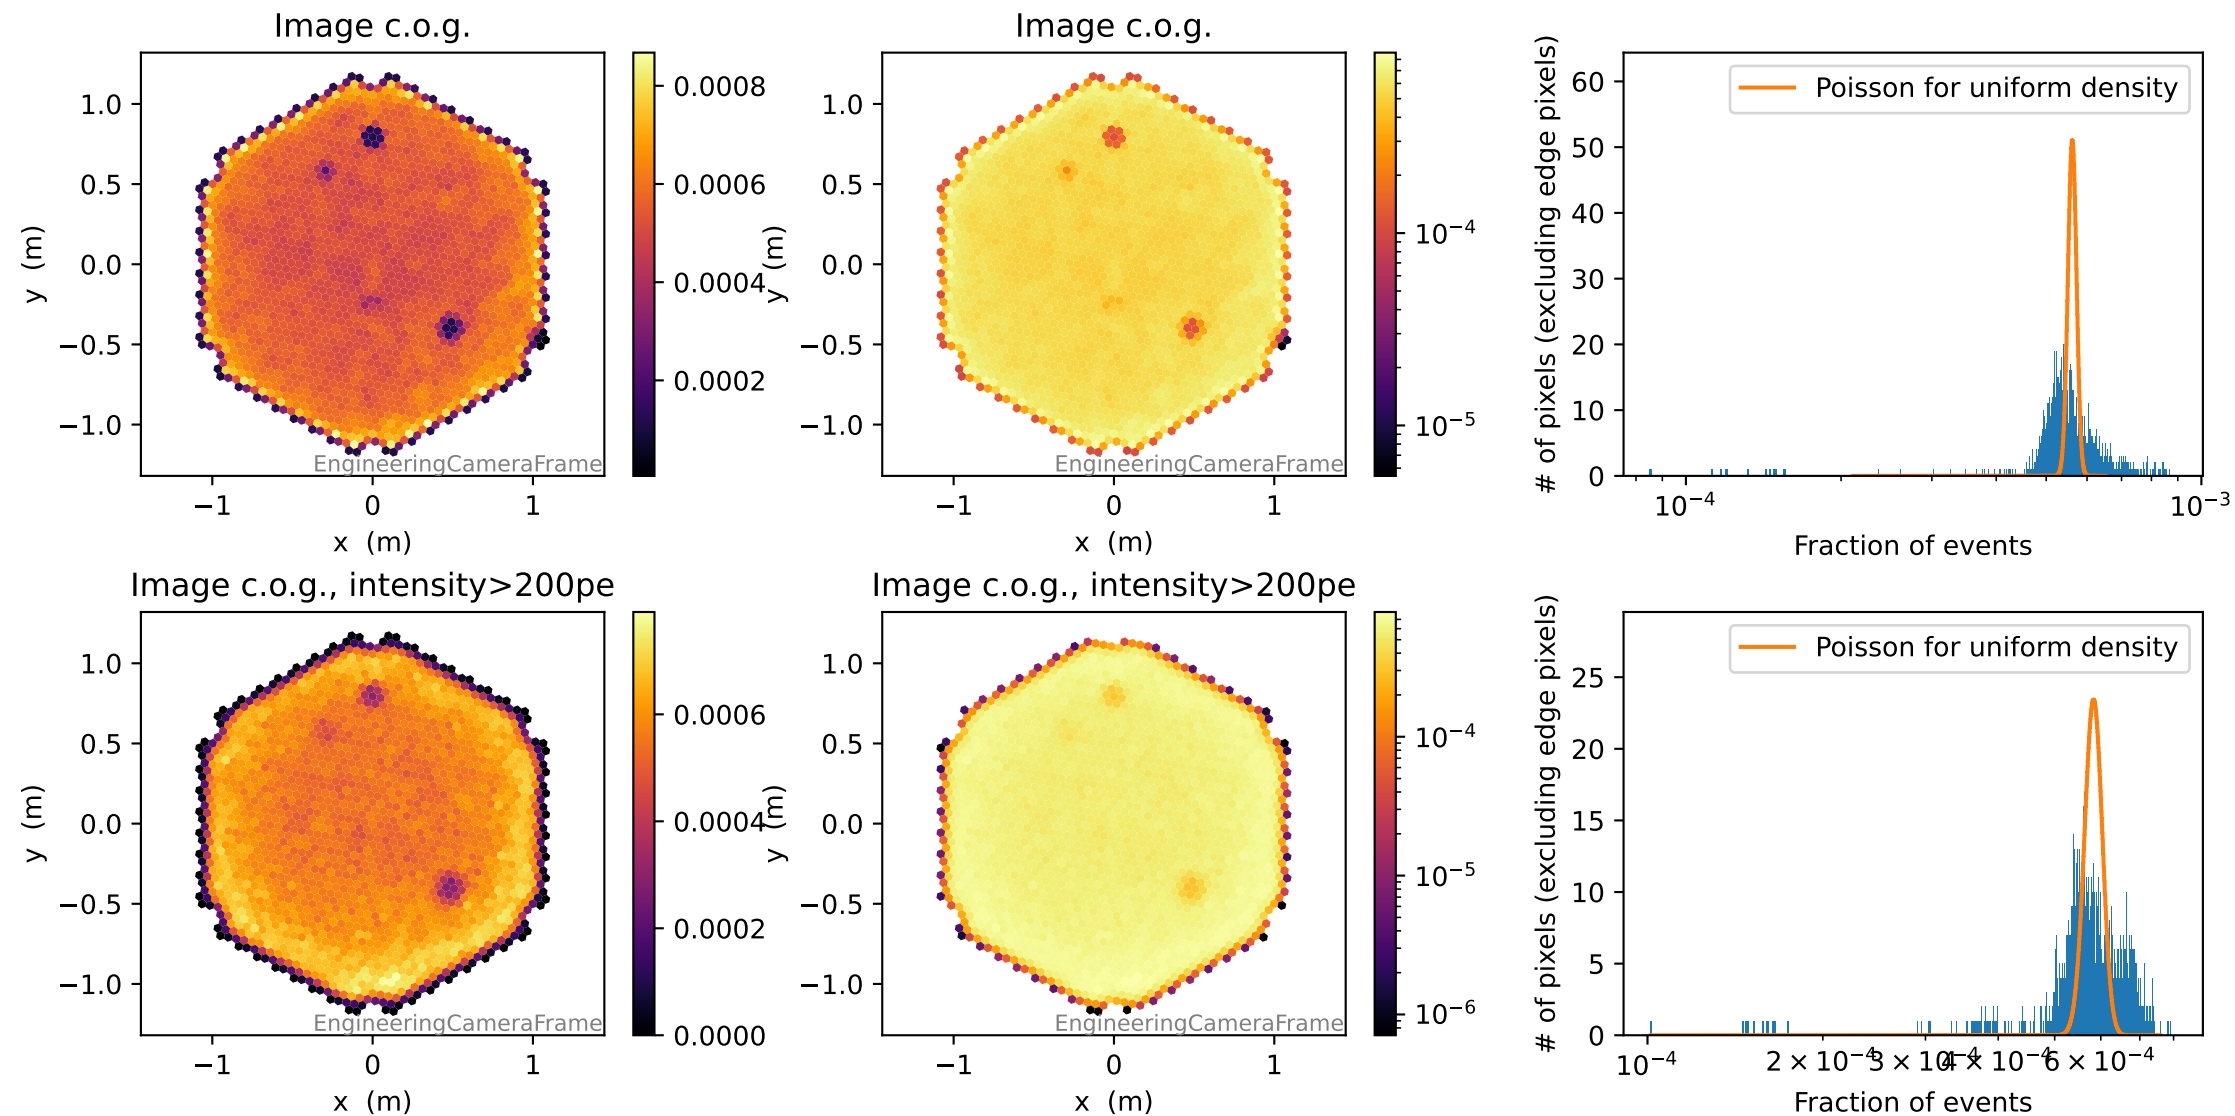 Image c.o.g.
1.0
0.5
0.0
−0.5
−1.0
y (m)
−1
0
1
x (m)
EngineeringCameraFrame
0.0008
0.0006
0.0004
0.0002
Image c.o.g.
1.0
0.5
0.0
−0.5
−1.0
y (m)
−1
0
1
x (m)
EngineeringCameraFrame
10⁻⁴
10⁻⁵
# of pixels (excluding edge pixels)
60
50
40
30
20
10
0
Poisson for uniform density
10⁻⁴
10⁻³
Fraction of events
Image c.o.g., intensity>200pe
1.0
0.5
0.0
−0.5
−1.0
y (m)
−1
0
1
x (m)
EngineeringCameraFrame
0.0006
0.0004
0.0002
0.0000
Image c.o.g., intensity>200pe
1.0
0.5
0.0
−0.5
−1.0
y (m)
−1
0
1
x (m)
EngineeringCameraFrame
10⁻⁴
10⁻⁵
10⁻⁶
# of pixels (excluding edge pixels)
25
20
15
10
5
0
Poisson for uniform density
10⁻⁴
2 × 10⁻⁴
3 × 10⁻⁴
4 × 10⁻⁴
6 × 10⁻⁴
Fraction of events